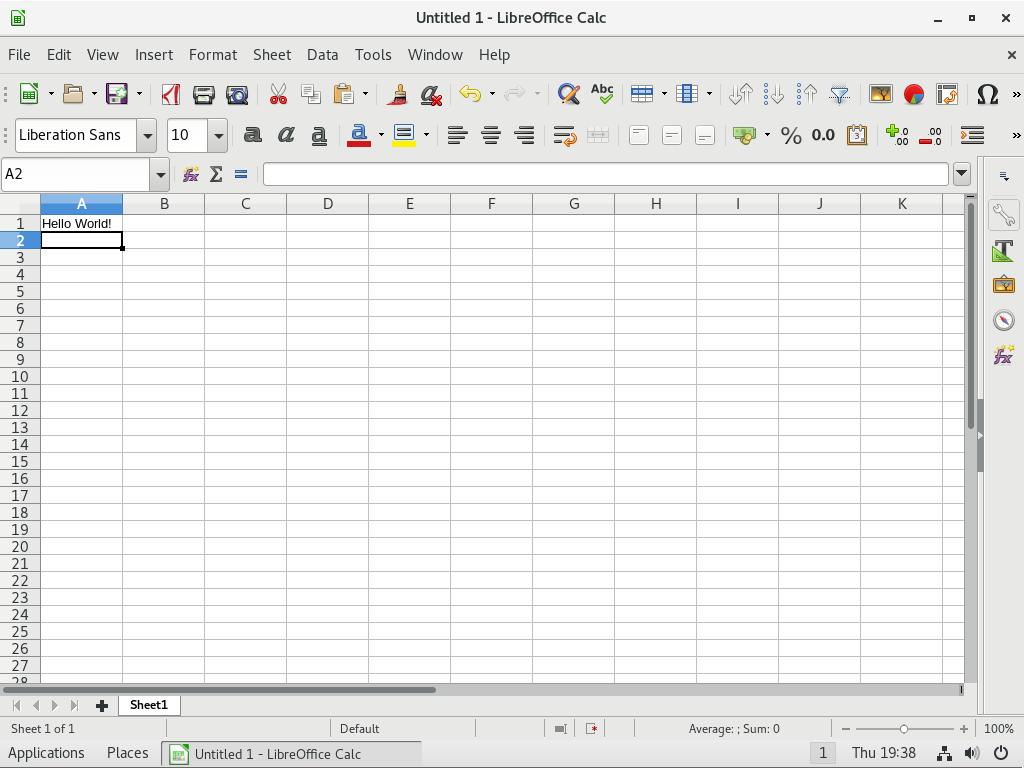 Untitled 1 - LibreOffice Calc
File Edit View Insert Format Sheet Data Tools Window Help
Abc
Liberation Sans 10 % 0.0
A2
A B C D E F G H I J K
1 Hello World!
2
3
4
5
6
7
8
9
10
11
12
13
14
15
16
17
18
19
20
21
22
23
24
25
26
27
28
Sheet1
Sheet 1 of 1 Default Average: ; Sum: 0 100%
Applications Places Untitled 1 - LibreOffice Calc 1 Thu 19:38